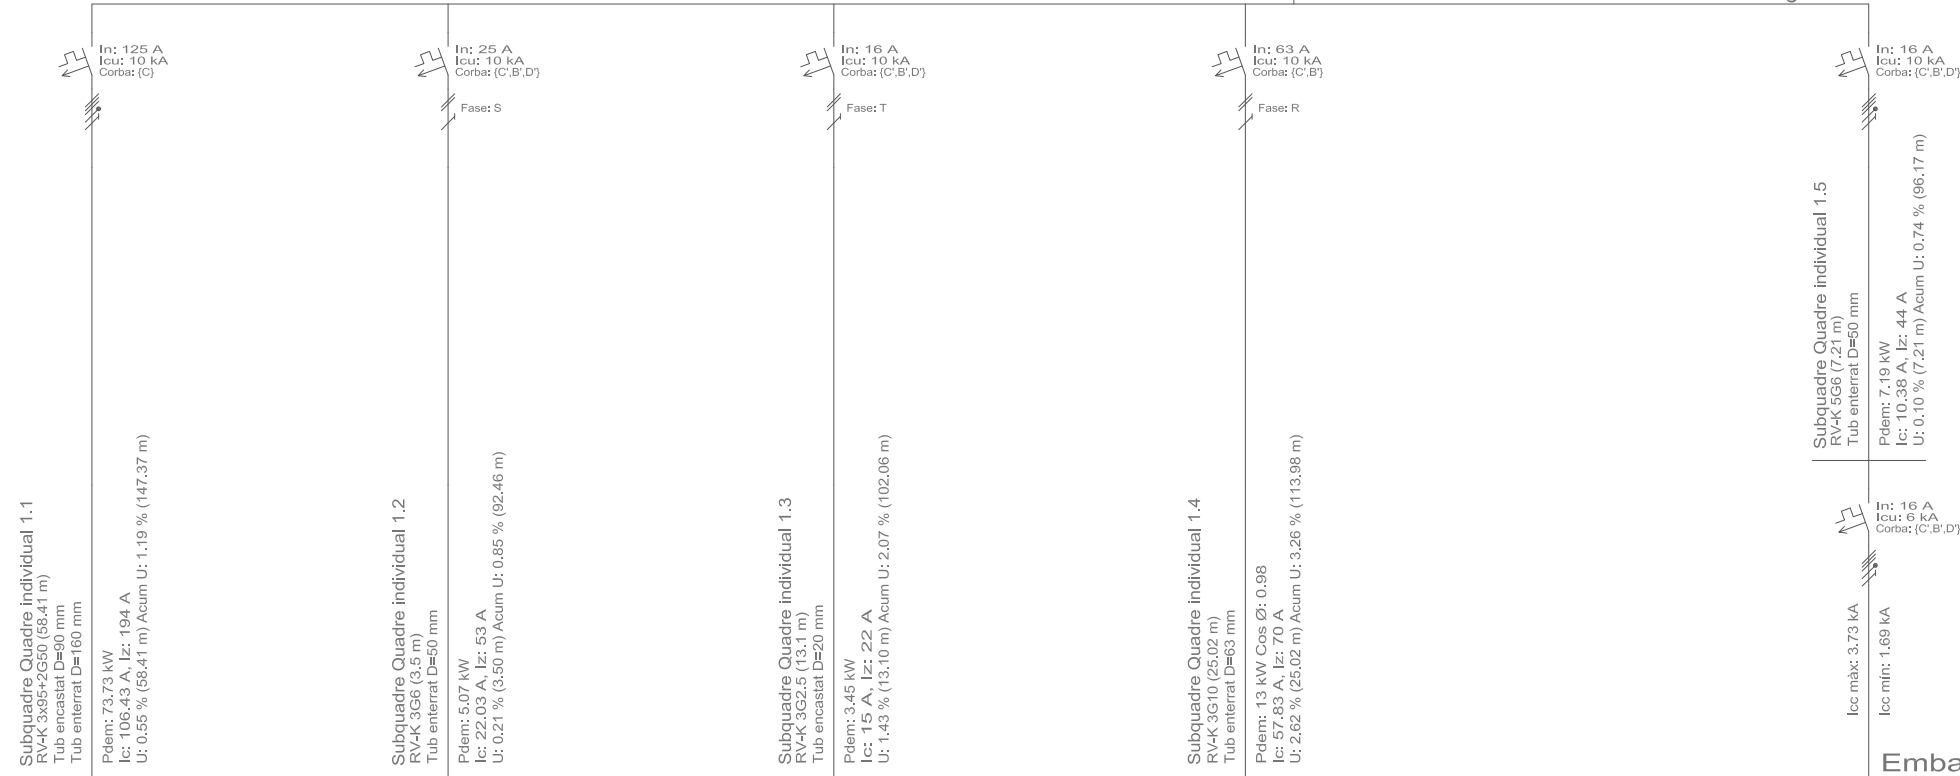 In: 125 A
Icu: 10 kA
Corba: {C}
Subquadre Quadre individual 1.1
RV-K 3x95+2G50 (58.41 m)
Tub encastat D=90 mm
Tub enterrat D=160 mm
Pdem: 73.73 kW
Ic: 106.43 A, Iz: 194 A
U: 0.55 % (58.41 m) Acum U: 1.19 % (147.37 m)
In: 25 A
Icu: 10 kA
Corba: {C',B',D'}
Fase: S
Subquadre Quadre individual 1.2
RV-K 3G6 (3.5 m)
Tub enterrat D=50 mm
Pdem: 5.07 kW
Ic: 22.03 A, Iz: 53 A
U: 0.21 % (3.50 m) Acum U: 0.85 % (92.46 m)
In: 16 A
Icu: 10 kA
Corba: {C',B',D'}
Fase: T
Subquadre Quadre individual 1.3
RV-K 3G2.5 (13.1 m)
Tub encastat D=20 mm
Pdem: 3.45 kW
Ic: 15 A, Iz: 22 A
U: 1.43 % (13.10 m) Acum U: 2.07 % (102.06 m)
In: 63 A
Icu: 10 kA
Corba: {C',B'}
Fase: R
Subquadre Quadre individual 1.4
RV-K 3G10 (25.02 m)
Tub enterrat D=63 mm
Pdem: 13 kW Cos Ø: 0.98
Ic: 57.83 A, Iz: 70 A
U: 2.62 % (25.02 m) Acum U: 3.26 % (113.98 m)
In: 16 A
Icu: 10 kA
Corba: {C',B',D'}
Subquadre Quadre individual 1.5
RV-K 5G6 (7.21 m)
Tub enterrat D=50 mm
Pdem: 7.19 kW
Ic: 10.38 A, Iz: 44 A
U: 0.10 % (7.21 m) Acum U: 0.74 % (96.17 m)
In: 16 A
Icu: 6 kA
Corba: {C',B',D'}
Icc màx: 3.73 kA
Icc mín: 1.69 kA
Emba